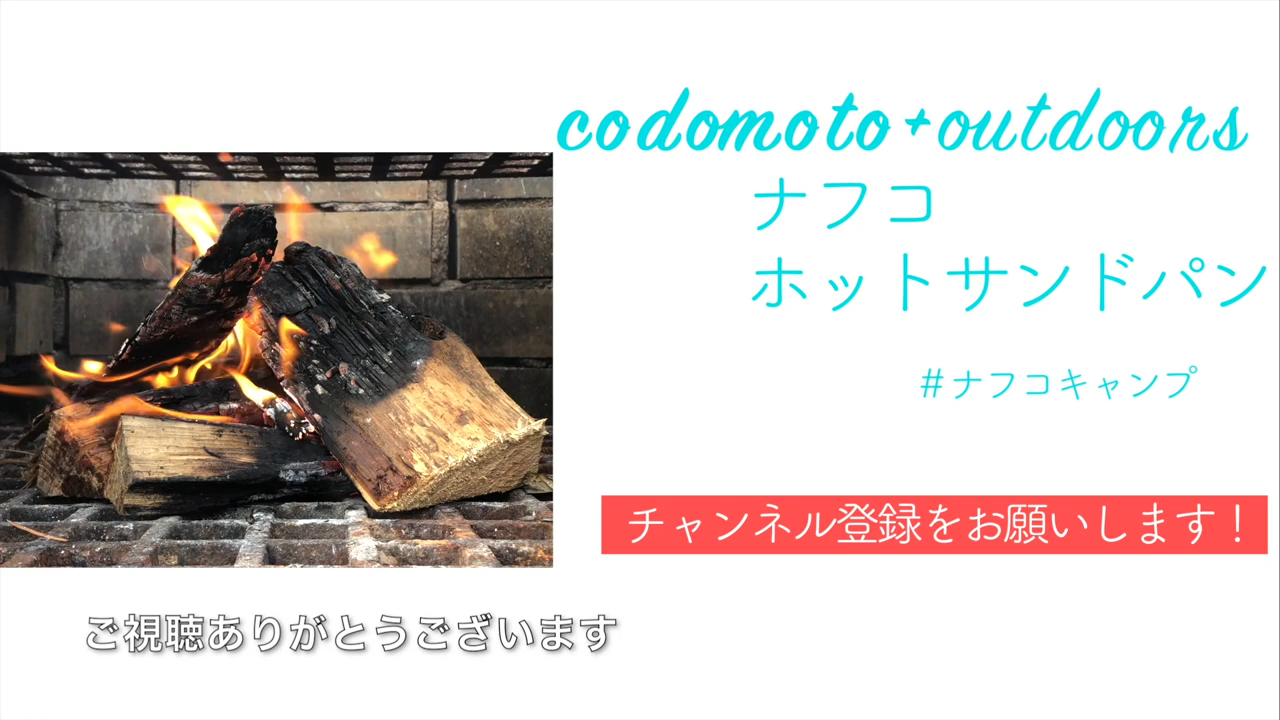 codomoto+outdoors
ナフコ
ホットサンドパン
#ナフコキャンプ
チャンネル登録をお願いします!
ご視聴ありがとうございます